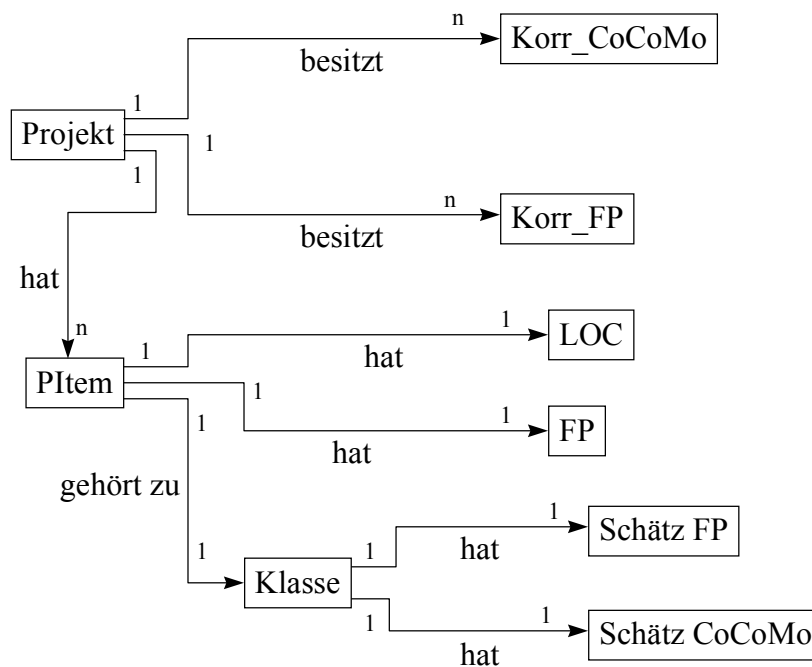 n
Korr_CoCoMo
besitzt
1
Projekt
1
1
n
Korr_FP
besitzt
hat
n
1
1
LOC
hat
PItem
1
1
FP
1
hat
gehört zu
1
Schätz FP
1
1
hat
Klasse
1
1
Schätz CoCoMo
hat